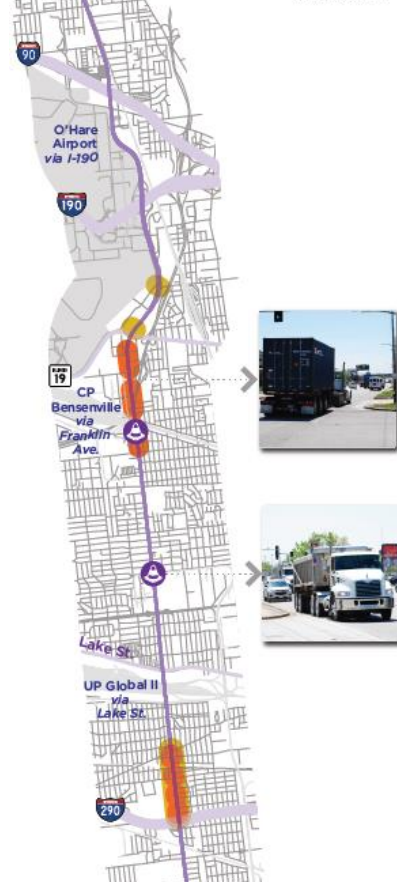 90
O'Hare
Airport
via I-190
190
19
CP
Bensenville
via
Franklin
Ave.
Lake St.
UP Global II
via
Lake St.
290